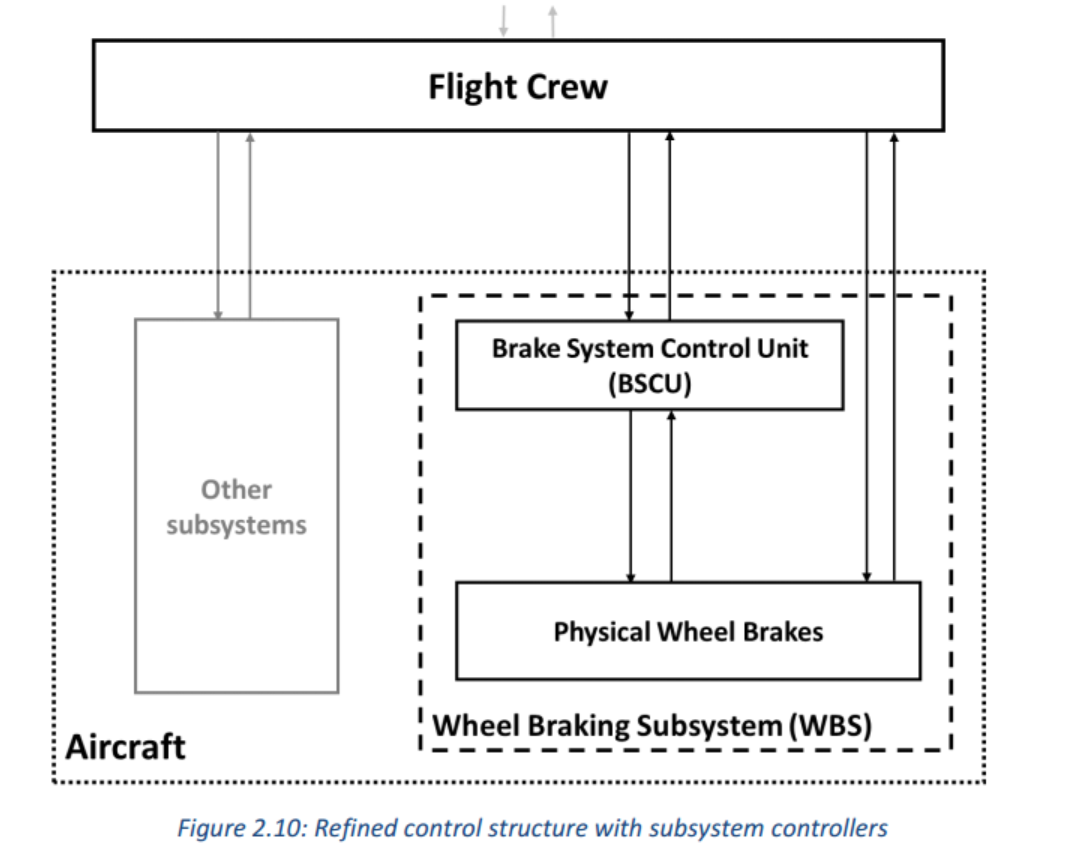 Flight Crew
Brake System Control Unit
(BSCU)
Other
subsystems
Physical Wheel Brakes
Wheel Braking Subsystem (WBS)
Aircraft
Figure 2.10: Refined control structure with subsystem controllers